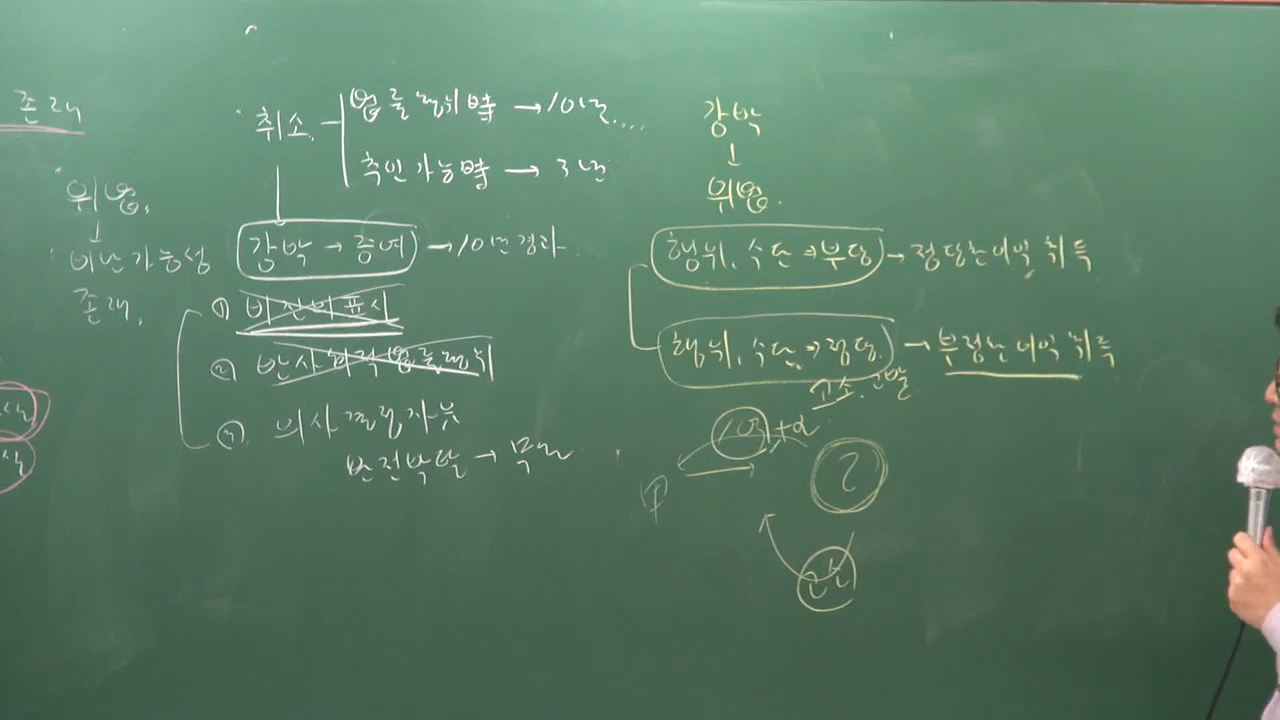 존재
위법.
↓
비난가능성
존재.
취소. 법률행위時 → 10년....
추인가능時 → 3년
강박 → 증여 → 10년 경과
① 비진의표시
② 반사회적 법률행위
③ 의사결정자유
완전박탈 → 무효
강박
↓
위법.
행위, 수단 ⇒ 부당 → 정당한 이익 취득
행위, 수단 ⇒ 정당. → 부정한 이익 취득
고소. 고발
10억 +α
甲
乙